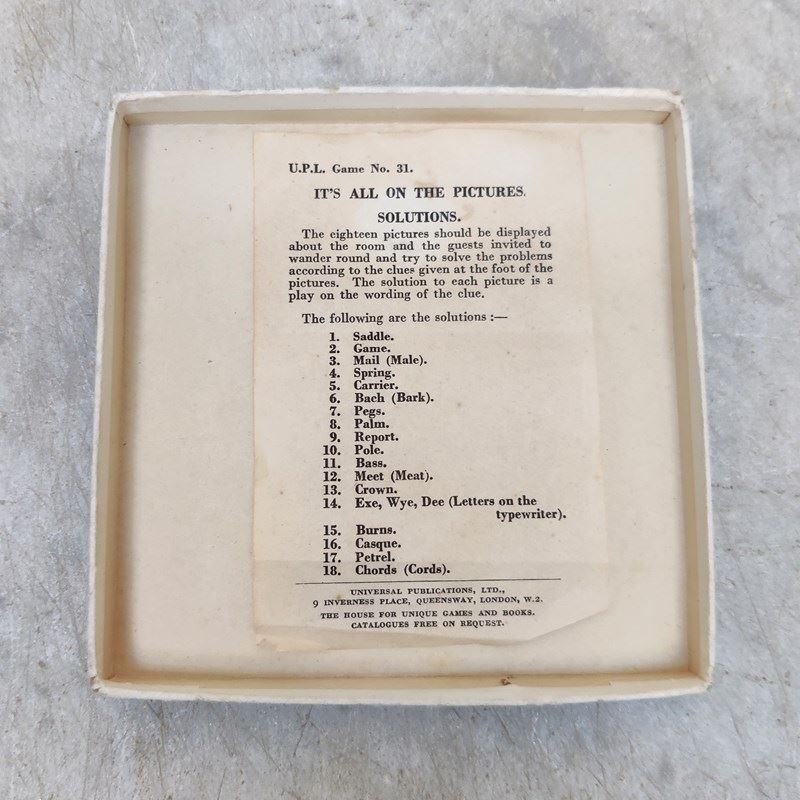 U.P.L. Game No. 31.
IT'S ALL ON THE PICTURES.
SOLUTIONS.
The eighteen pictures should be displayed
about the room and the guests invited to
wander round and try to solve the problems
according to the clues given at the foot of the
pictures. The solution to each picture is a
play on the wording of the clue.
The following are the solutions :—
1. Saddle.
2. Game.
3. Mail (Male).
4. Spring.
5. Carrier.
6. Bach (Bark).
7. Pegs.
8. Palm.
9. Report.
10. Pole.
11. Bass.
12. Meet (Meat).
13. Crown.
14. Exe, Wye, Dee (Letters on the
typewriter).
15. Burns.
16. Casque.
17. Petrel.
18. Chords (Cords).
UNIVERSAL PUBLICATIONS, LTD.,
9 INVERNESS PLACE, QUEENSWAY, LONDON, W.2.
THE HOUSE FOR UNIQUE GAMES AND BOOKS.
CATALOGUES FREE ON REQUEST.